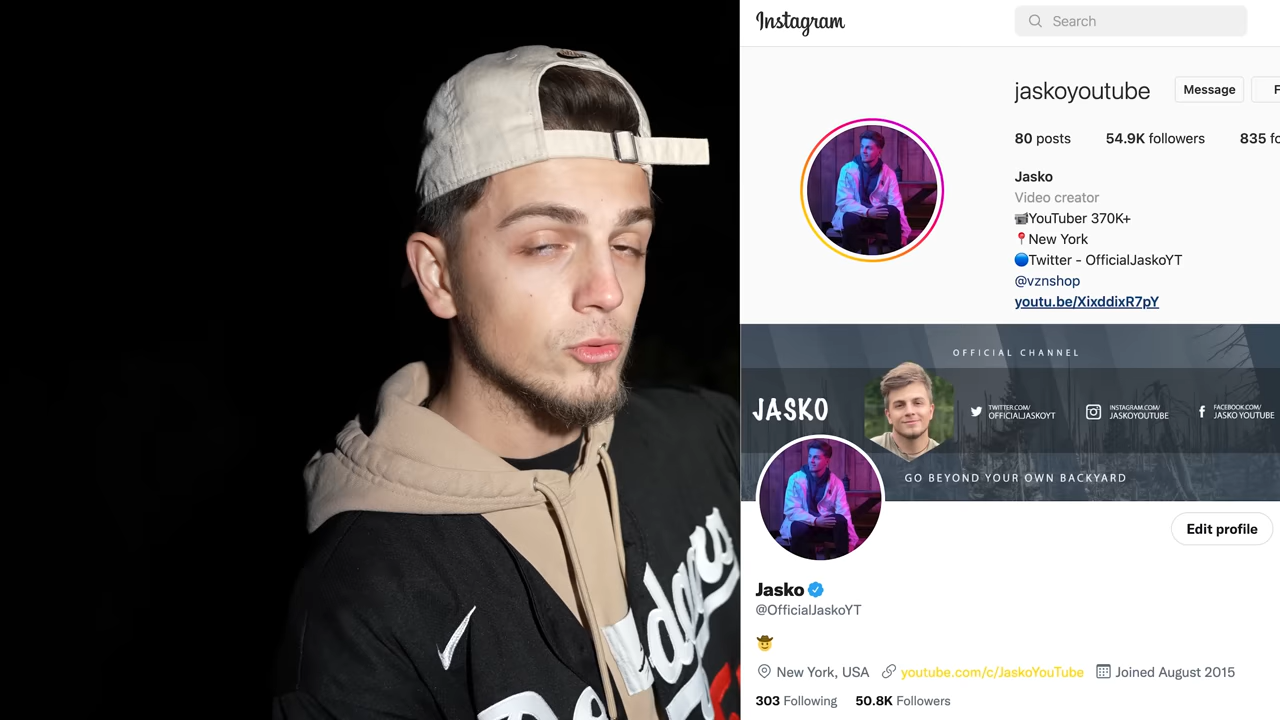 Instagram
Search
jaskoyoutube
Message
F
80 posts
54.9K followers
835 fo
Jasko
Video creator
📹YouTuber 370K+
📍New York
🔵Twitter - OfficialJaskoYT
@vznshop
youtu.be/XixddixR7pY
OFFICIAL CHANNEL
JASKO
TWITTER.COM/
OFFICIALJASKOYT
INSTAGRAM.COM/
JASKOYOUTUBE
FACEBOOK.COM/
JASKO YOUTUBE
GO BEYOND YOUR OWN BACKYARD
Edit profile
Jasko
@OfficialJaskoYT
🤠
New York, USA
youtube.com/c/JaskoYouTube
Joined August 2015
303 Following
50.8K Followers